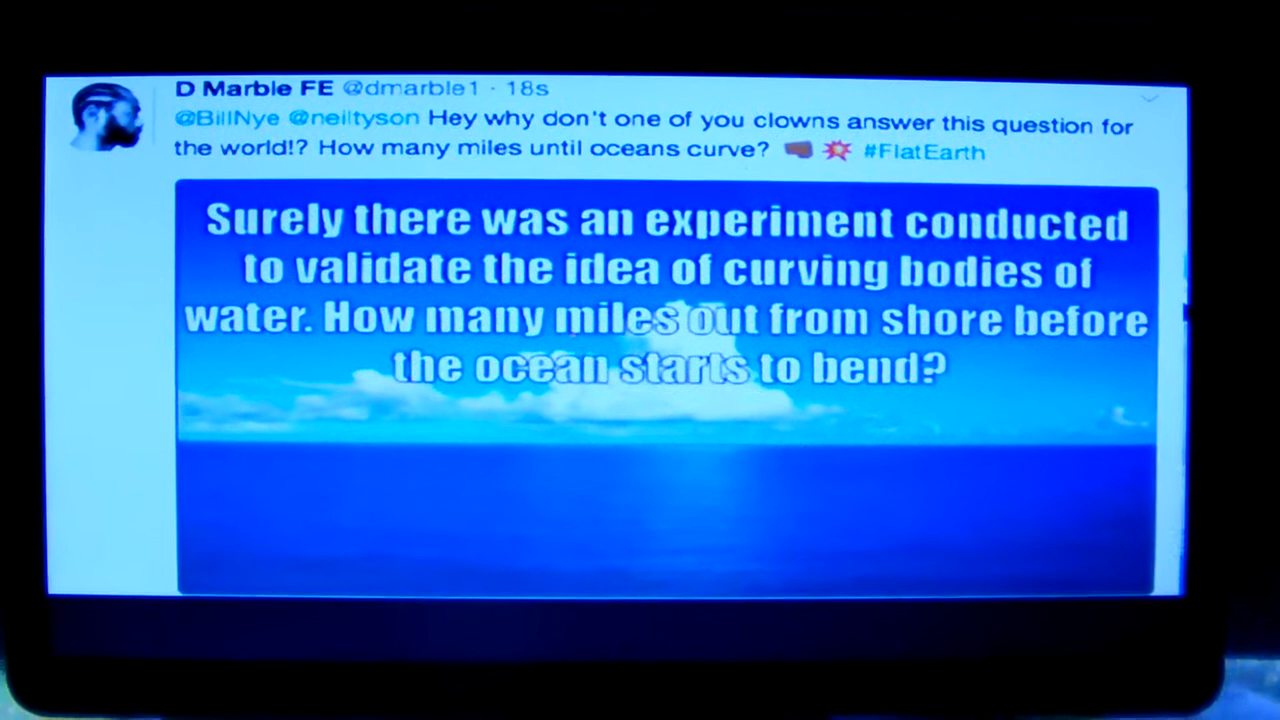 D Marble FE @dmarble1 · 18s
@BillNye @neiltyson Hey why don't one of you clowns answer this question for
the world!? How many miles until oceans curve? 👊🏾 💥 #FlatEarth
Surely there was an experiment conducted
to validate the idea of curving bodies of
water. How many miles out from shore before
the ocean starts to bend?